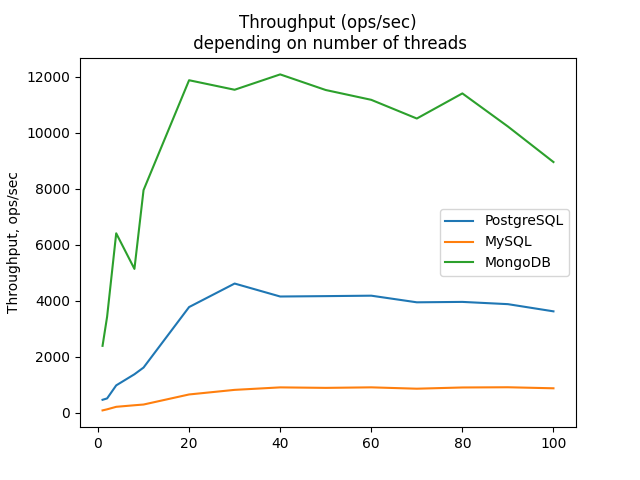 Throughput (ops/sec)
depending on number of threads
Throughput, ops/sec
12000
10000
8000
6000
4000
2000
0
PostgreSQL
MySQL
MongoDB
0 20 40 60 80 100